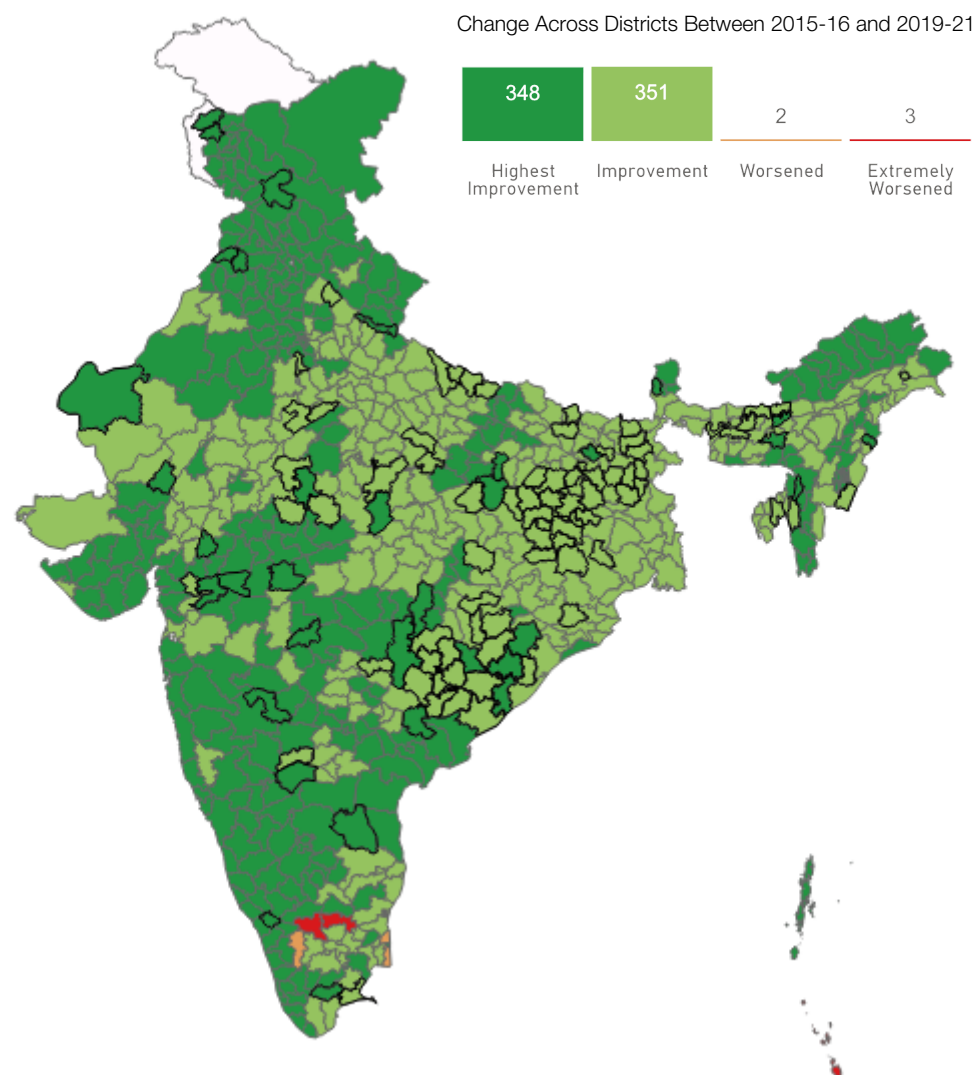 Change Across Districts Between 2015-16 and 2019-21
348
351
2
3
Highest
Improvement
Improvement
Worsened
Extremely
Worsened